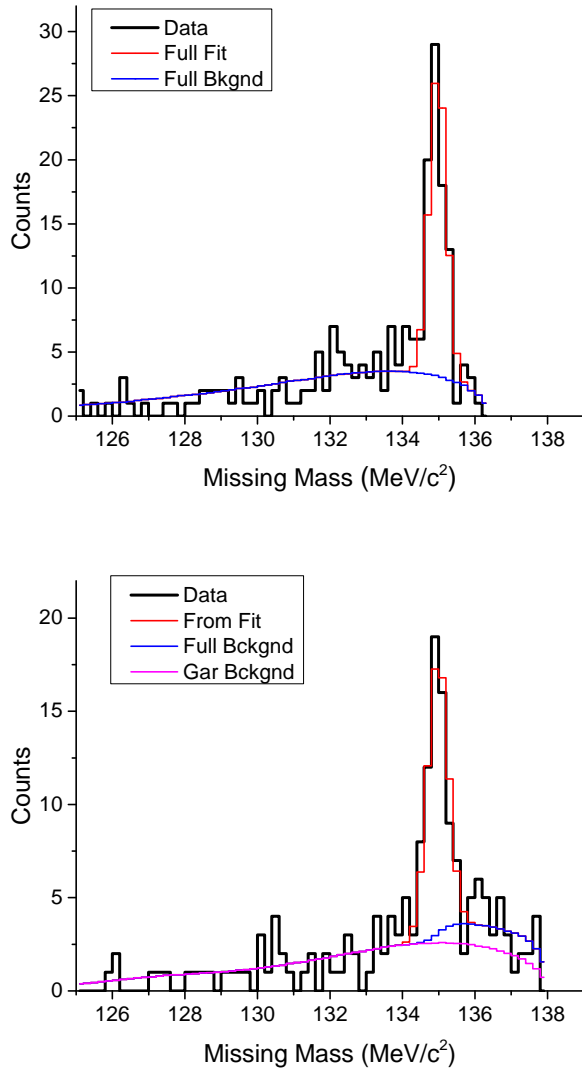 30
25
20
15
10
5
0
Counts
Data
Full Fit
Full Bkgnd
126 128 130 132 134 136 138
Missing Mass (MeV/c²)
20
15
10
5
0
Counts
Data
From Fit
Full Bckgnd
Gar Bckgnd
126 128 130 132 134 136 138
Missing Mass (MeV/c²)